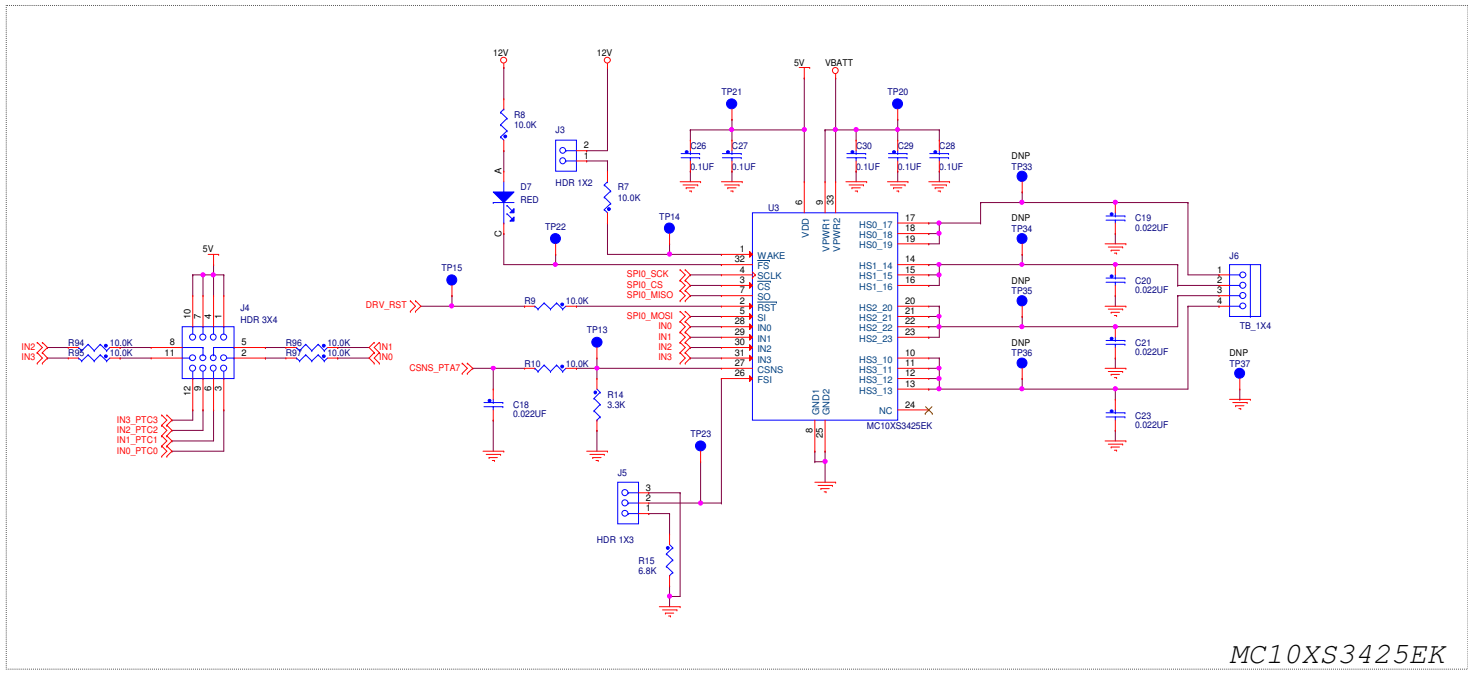 12V
12V
5V
VBATT
R8
10.0K
J3
2
1
HDR 1X2
R7
10.0K
A
D7
RED
C
TP21
TP20
C26
0.1UF
C27
0.1UF
C30
0.1UF
C29
0.1UF
C28
0.1UF
TP22
TP14
TP15
DRV_RST
R9
10.0K
SPI0_SCK
SPI0_CS
SPI0_MISO
SPI0_MOSI
IN0
IN1
IN2
IN3
TP13
CSNS_PTA7
R10
10.0K
C18
0.022UF
R14
3.3K
U3
6
9
33
VDD
VPWR1
VPWR2
1
WAKE
32
FS
4
SCLK
3
CS
7
SO
2
RST
5
SI
28
IN0
29
IN1
30
IN2
31
IN3
27
CSNS
26
FSI
HS0_17
17
HS0_18
18
HS0_19
19
HS1_14
14
HS1_15
15
HS1_16
16
HS2_20
20
HS2_21
21
HS2_22
22
HS2_23
23
HS3_10
10
HS3_11
11
HS3_12
12
HS3_13
13
NC
24
GND1
GND2
8
25
MC10XS3425EK
DNP
TP33
DNP
TP34
DNP
TP35
DNP
TP36
C19
0.022UF
C20
0.022UF
C21
0.022UF
C23
0.022UF
J6
1
2
3
4
TB_1X4
DNP
TP37
5V
10
7
4
1
J4
HDR 3X4
IN2
IN3
R94
10.0K
R95
10.0K
8
11
5
2
R96
10.0K
R97
10.0K
IN1
IN0
12
9
6
3
IN3_PTC3
IN2_PTC2
IN1_PTC1
IN0_PTC0
TP23
J5
3
2
1
HDR 1X3
R15
6.8K
MC10XS3425EK